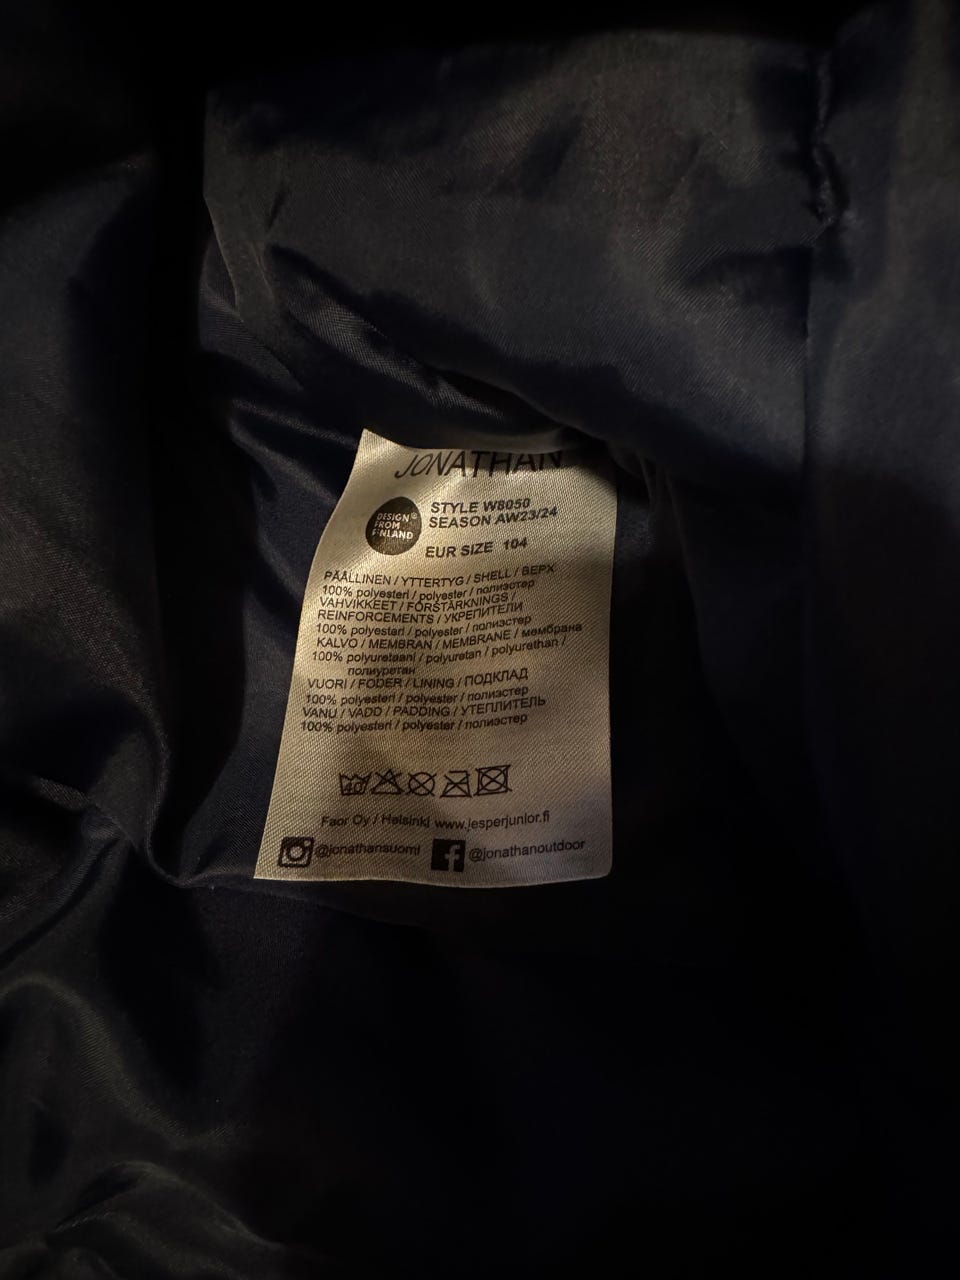 JONATHAN
DESIGN®
FROM
FINLAND
STYLE W8050
SEASON AW23/24
EUR SIZE 104
PÄÄLLINEN / YTTERTYG / SHELL / ВЕРХ
100% polyesteri / polyester / полиэстер
VAHVIKKEET / FÖRSTÄRKNINGS /
REINFORCEMENTS / УКРЕПИТЕЛИ
100% polyesteri / polyester / полиэстер
KALVO / MEMBRAN / MEMBRANE / мембрана
100% polyuretaani / polyuretan / polyurethan /
полиуретан
VUORI / FODER / LINING / ПОДКЛАД
100% polyesteri / polyester / полиэстер
VANU / VADD / PADDING / УТЕПЛИТЕЛЬ
100% polyesteri / polyester / полиэстер
40
Faor Oy / Helsinki www.jesperjunior.fi
@jonathansuomi @jonathanoutdoor